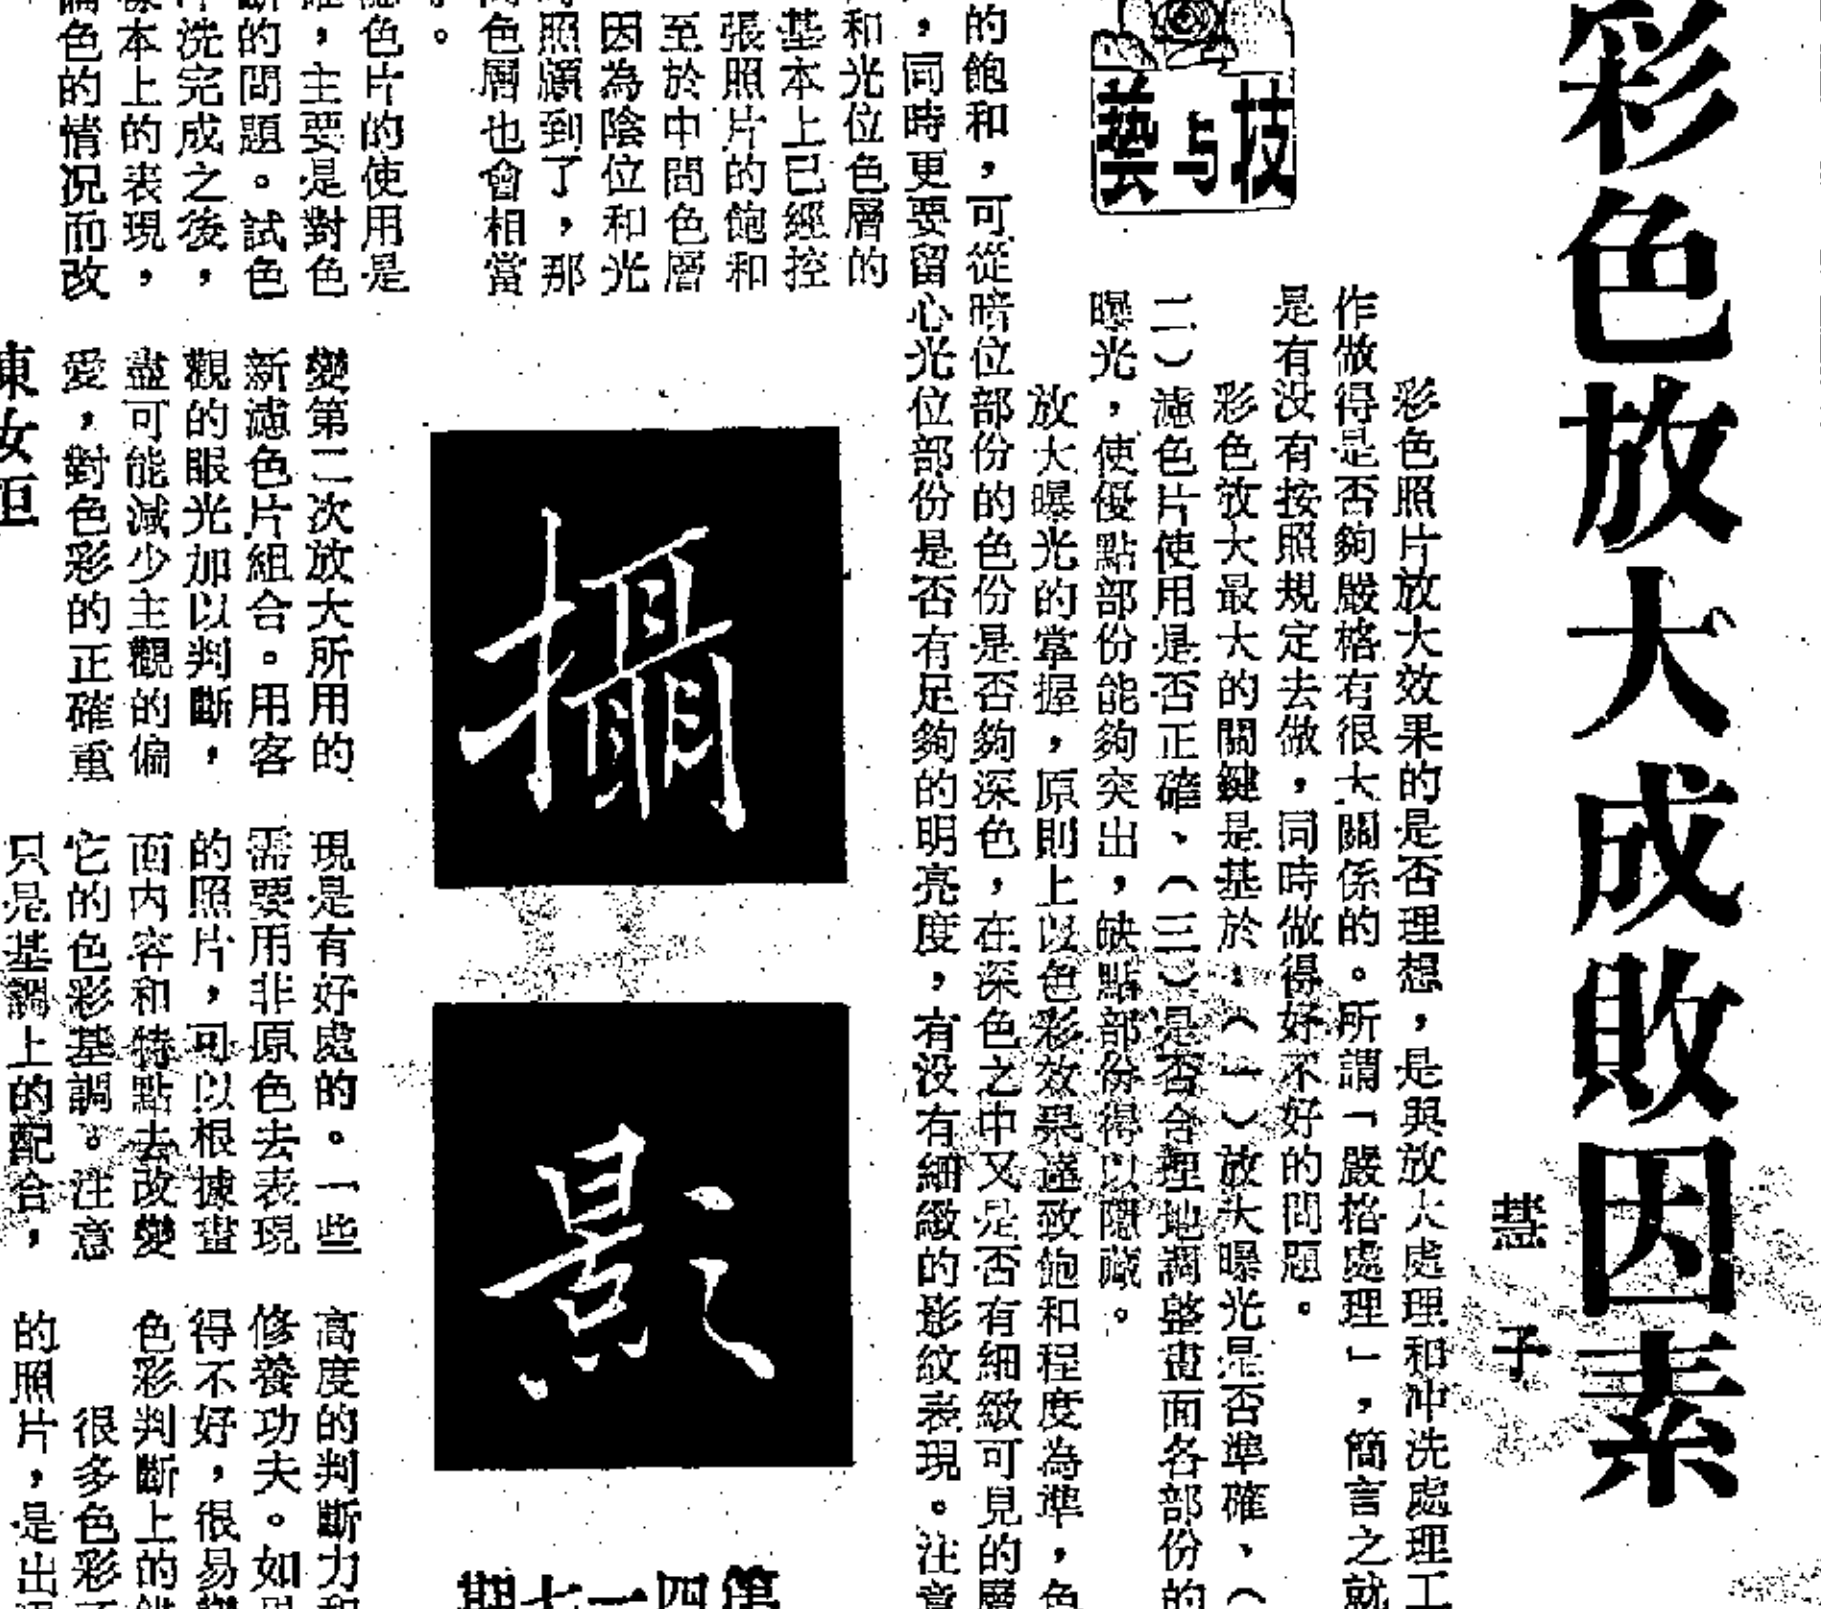 彩色放大成敗因素
慧子
技与藝
彩色照片放大效果的是否理想，是與放大處理和冲洗處理工
作做得是否夠嚴格有很大關係的。所謂「嚴格處理」，簡言之就
是有没有按照規定去做，同時做得好不好的問題。
彩色放大最大的關鍵是基於：（一）放大曝光是否準確、（
二）濾色片使用是否正確、（三）是否合理地調整畫面各部份的
曝光，使優點部份能夠突出，缺點部份得以隱藏。
放大曝光的掌握，原則上以色彩效果達致飽和程度為準，色
的飽和，可從暗位部份的色份是否夠深色，在深色之中又是否有細緻可見的層
，同時更要留心光位部份是否有足夠的明亮度，有没有細緻的影紋表現。注意
和光位色層的
基本上已經控
張照片的飽和
至於中間色層
因為陰位和光
照顧到了，那
色層也會相當
。
色片的使用是
，主要是對色
的問題。試色
洗完成之後，
樣本上的表現，
色的情況而改
變第二次放大所用的
新濾色片組合。用客
觀的眼光加以判斷，
盡可能減少主觀的偏
愛，對色彩的正確重
現是有好處的。一些
需要用非原色去表現
的照片，可以根據畫
面内容和特點去改變
它的色彩基調。注意
只是基調上的配合，
高度的判斷力和
修養功夫。如
得不好，很易
色彩判斷上的
很多色彩
的照片，是出
攝影
第四一七期